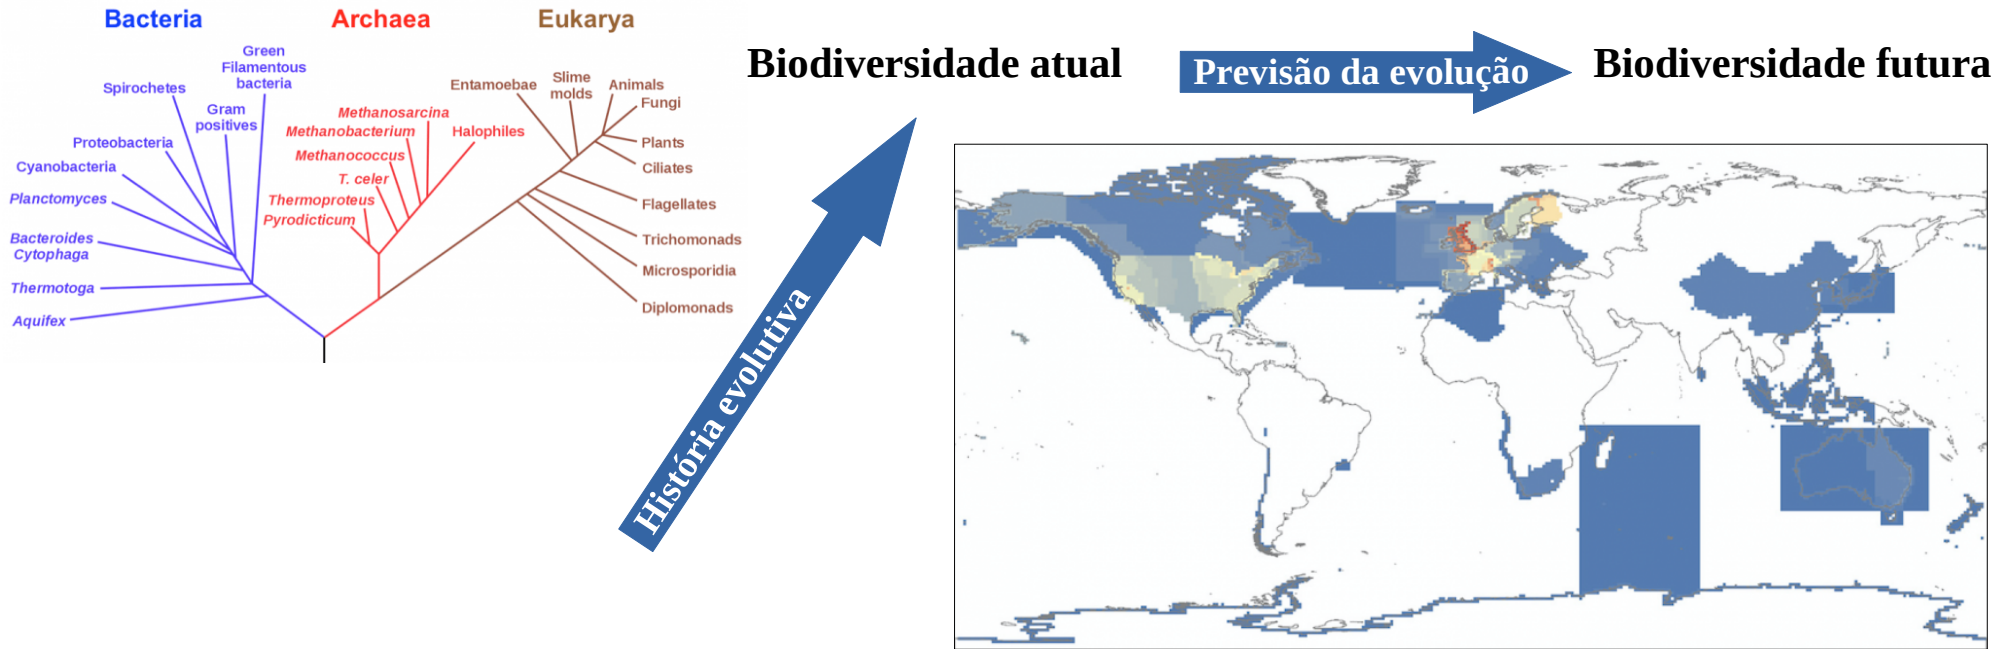 Bacteria
Archaea
Eukarya
Green
Filamentous
bacteria
Spirochetes
Gram
positives
Proteobacteria
Cyanobacteria
Planctomyces
Bacteroides
Cytophaga
Thermotoga
Aquifex
Methanosarcina
Methanobacterium
Halophiles
Methanococcus
T. celer
Thermoproteus
Pyrodicticum
Entamoebae
Slime
molds
Animals
Fungi
Plants
Ciliates
Flagellates
Trichomonads
Microsporidia
Diplomonads
História evolutiva
Biodiversidade atual
Previsão da evolução
Biodiversidade futura